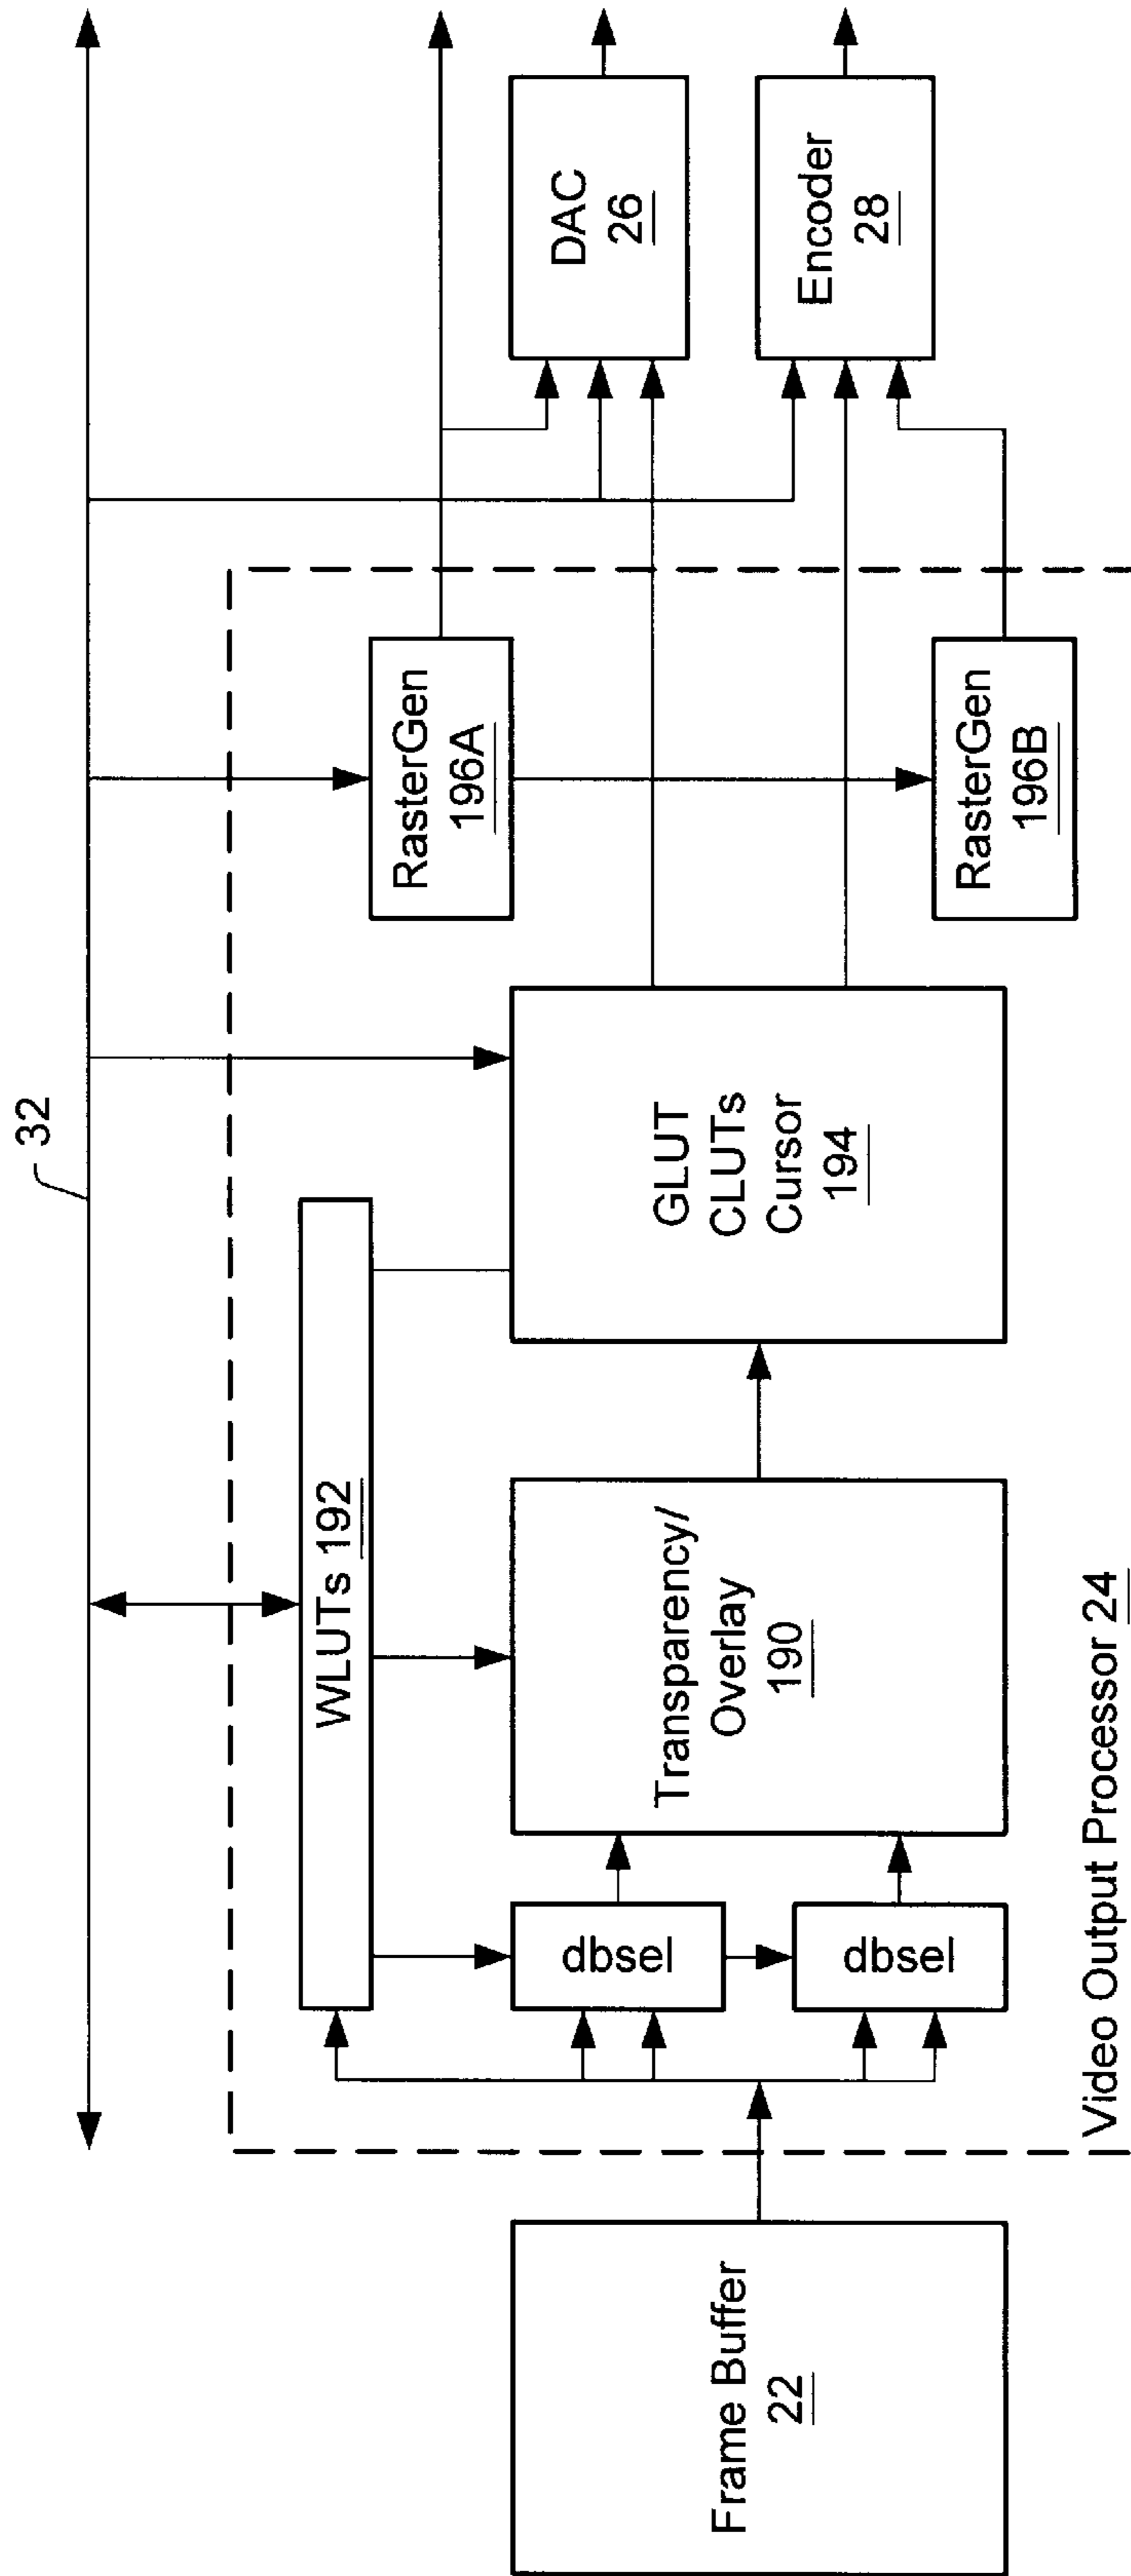 32
WLUTs 192
RasterGen
196A
DAC
26
Frame Buffer
22
dbsel
dbsel
Transparency/
Overlay
190
GLUT
CLUTs
Cursor
194
RasterGen
196B
Encoder
28
Video Output Processor 24